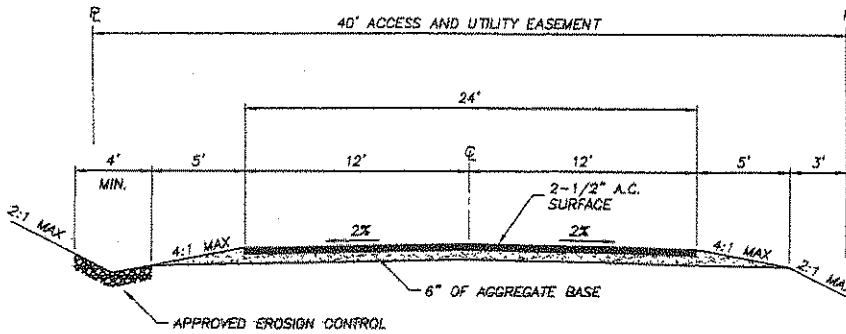 PL
40' ACCESS AND UTILITY EASEMENT
24'
CL
4' 5' 12' 12' 5' 3'
MIN.
2-1/2" A.C.
SURFACE
2:1 MAX
4:1 MAX
2%
2%
4:1 MAX
2:1 MAX
6" OF AGGREGATE BASE
APPROVED EROSION CONTROL